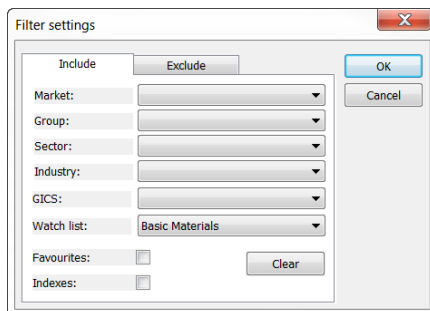 Filter settings
Include
Exclude
OK
Cancel
Market:
Group:
Sector:
Industry:
GICS:
Watch list:
Basic Materials
Favourites:
Clear
Indexes: